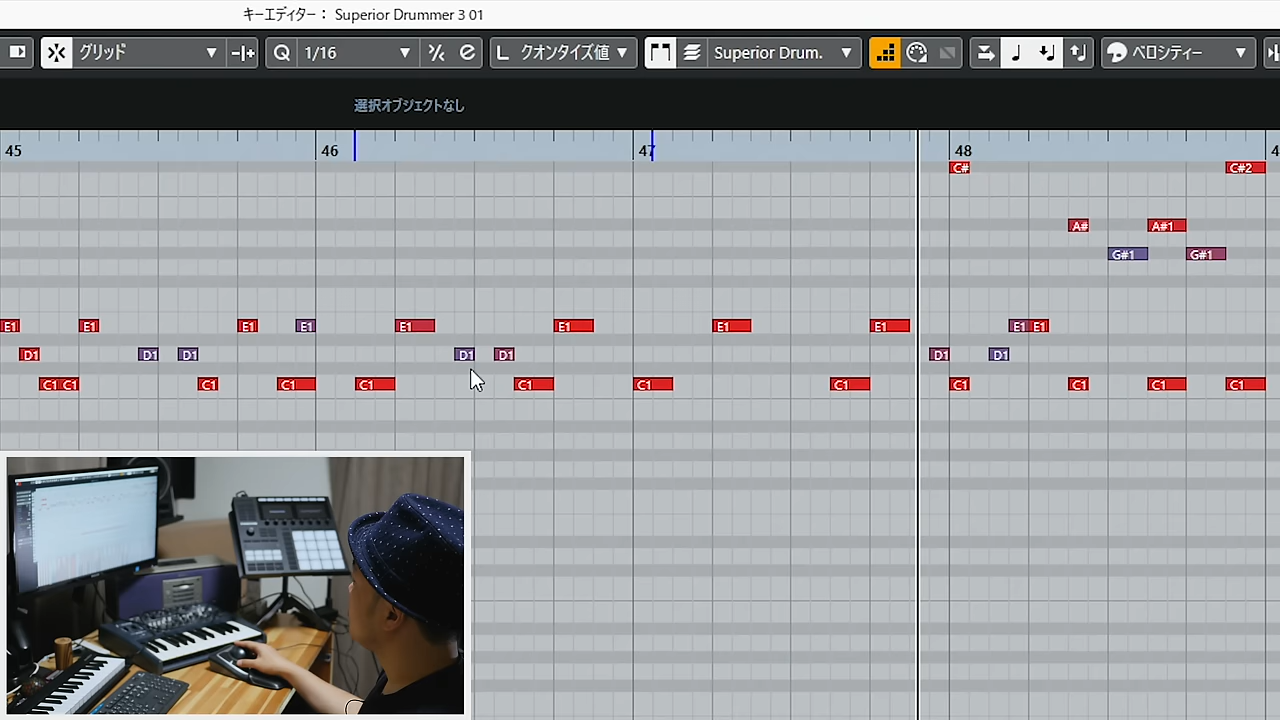 キーエディター： Superior Drummer 3 01
グリッド Q 1/16 L クオンタイズ値 Superior Drum. ベロシティー
選択オブジェクトなし
45 46 47 48 4
C# C#2
A# A#1
G#1 G#1
E1 E1 E1 E1 E1 E1 E1 E1 E1 E1
D1 D1 D1 D1 D1 D1 D1
C1 C1 C1 C1 C1 C1 C1 C1 C1 C1 C1 C1